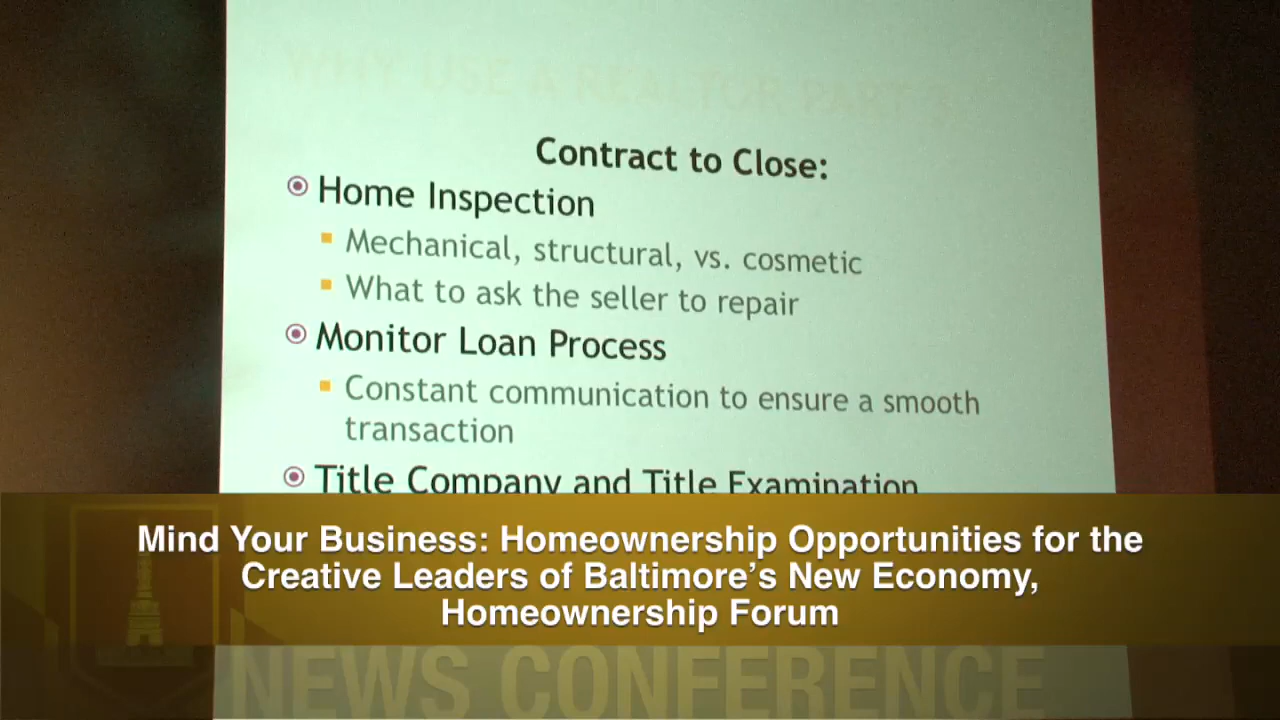 WHY USE A REALTOR PART
Contract to Close:
Home Inspection
Mechanical, structural, vs. cosmetic
What to ask the seller to repair
Monitor Loan Process
Constant communication to ensure a smooth
transaction
Title Company and Title Examination
Mind Your Business: Homeownership Opportunities for the
Creative Leaders of Baltimore’s New Economy,
Homeownership Forum
NEWS CONFERENCE